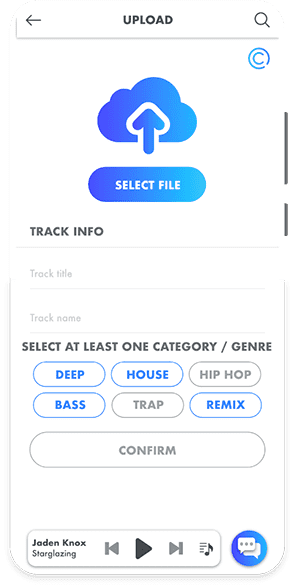 UPLOAD
SELECT FILE
TRACK INFO
Track title
Track name
SELECT AT LEAST ONE CATEGORY / GENRE
DEEP HOUSE HIP HOP
BASS TRAP REMIX
CONFIRM
Jaden Knox
Starglazing